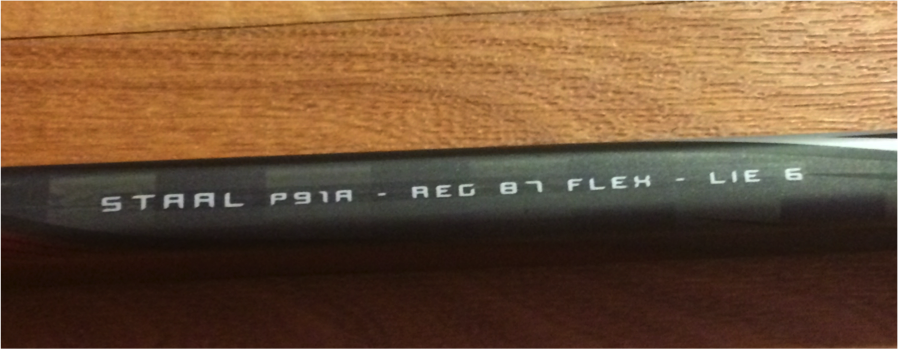 STAAL P91A - REG 87 FLEX - LIE 6